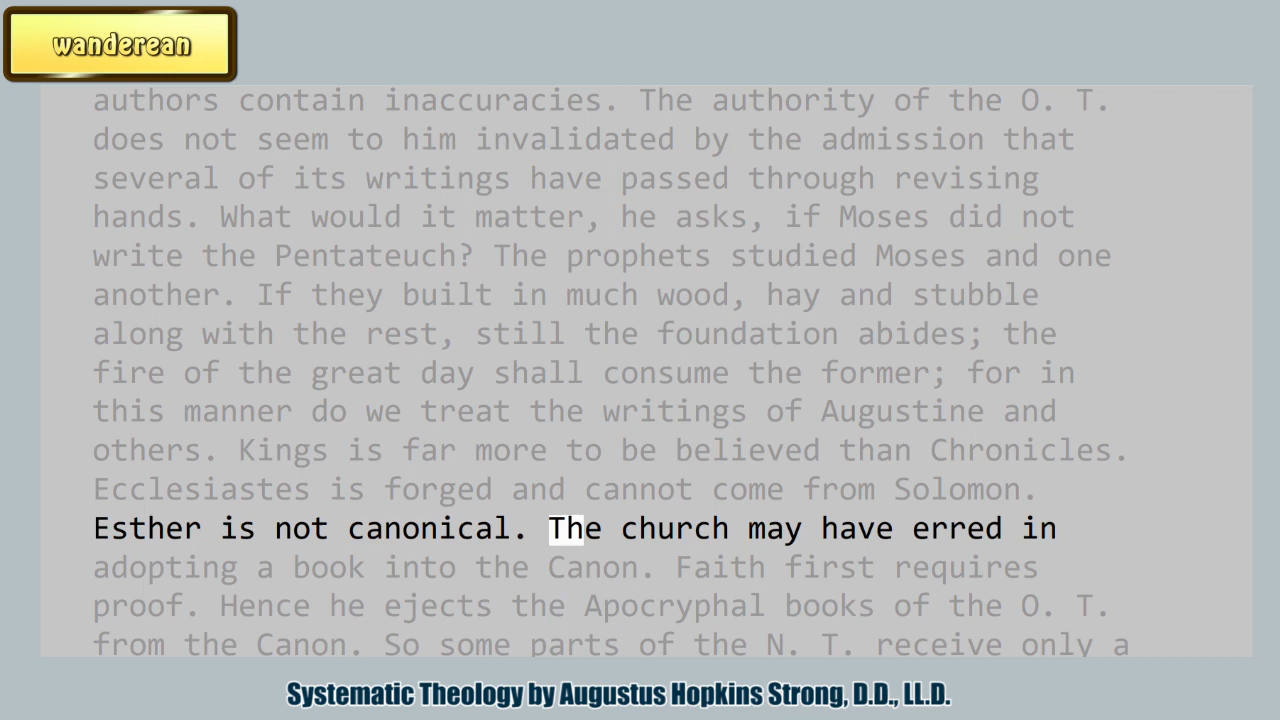 wanderean
authors contain inaccuracies. The authority of the O. T.
does not seem to him invalidated by the admission that
several of its writings have passed through revising
hands. What would it matter, he asks, if Moses did not
write the Pentateuch? The prophets studied Moses and one
another. If they built in much wood, hay and stubble
along with the rest, still the foundation abides; the
fire of the great day shall consume the former; for in
this manner do we treat the writings of Augustine and
others. Kings is far more to be believed than Chronicles.
Ecclesiastes is forged and cannot come from Solomon.
Esther is not canonical. The church may have erred in
adopting a book into the Canon. Faith first requires
proof. Hence he ejects the Apocryphal books of the O. T.
from the Canon. So some parts of the N. T. receive only a
Systematic Theology by Augustus Hopkins Strong, D.D., LL.D.